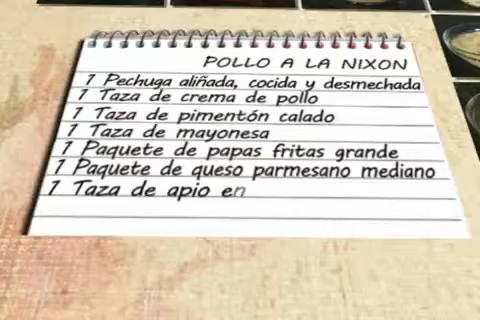 POLLO A LA NIXON
1 Pechuga aliñada, cocida y desmechada
1 Taza de crema de pollo
1 Taza de pimentón calado
1 Taza de mayonesa
1 Paquete de papas fritas grande
1 Paquete de queso parmesano mediano
1 Taza de apio en